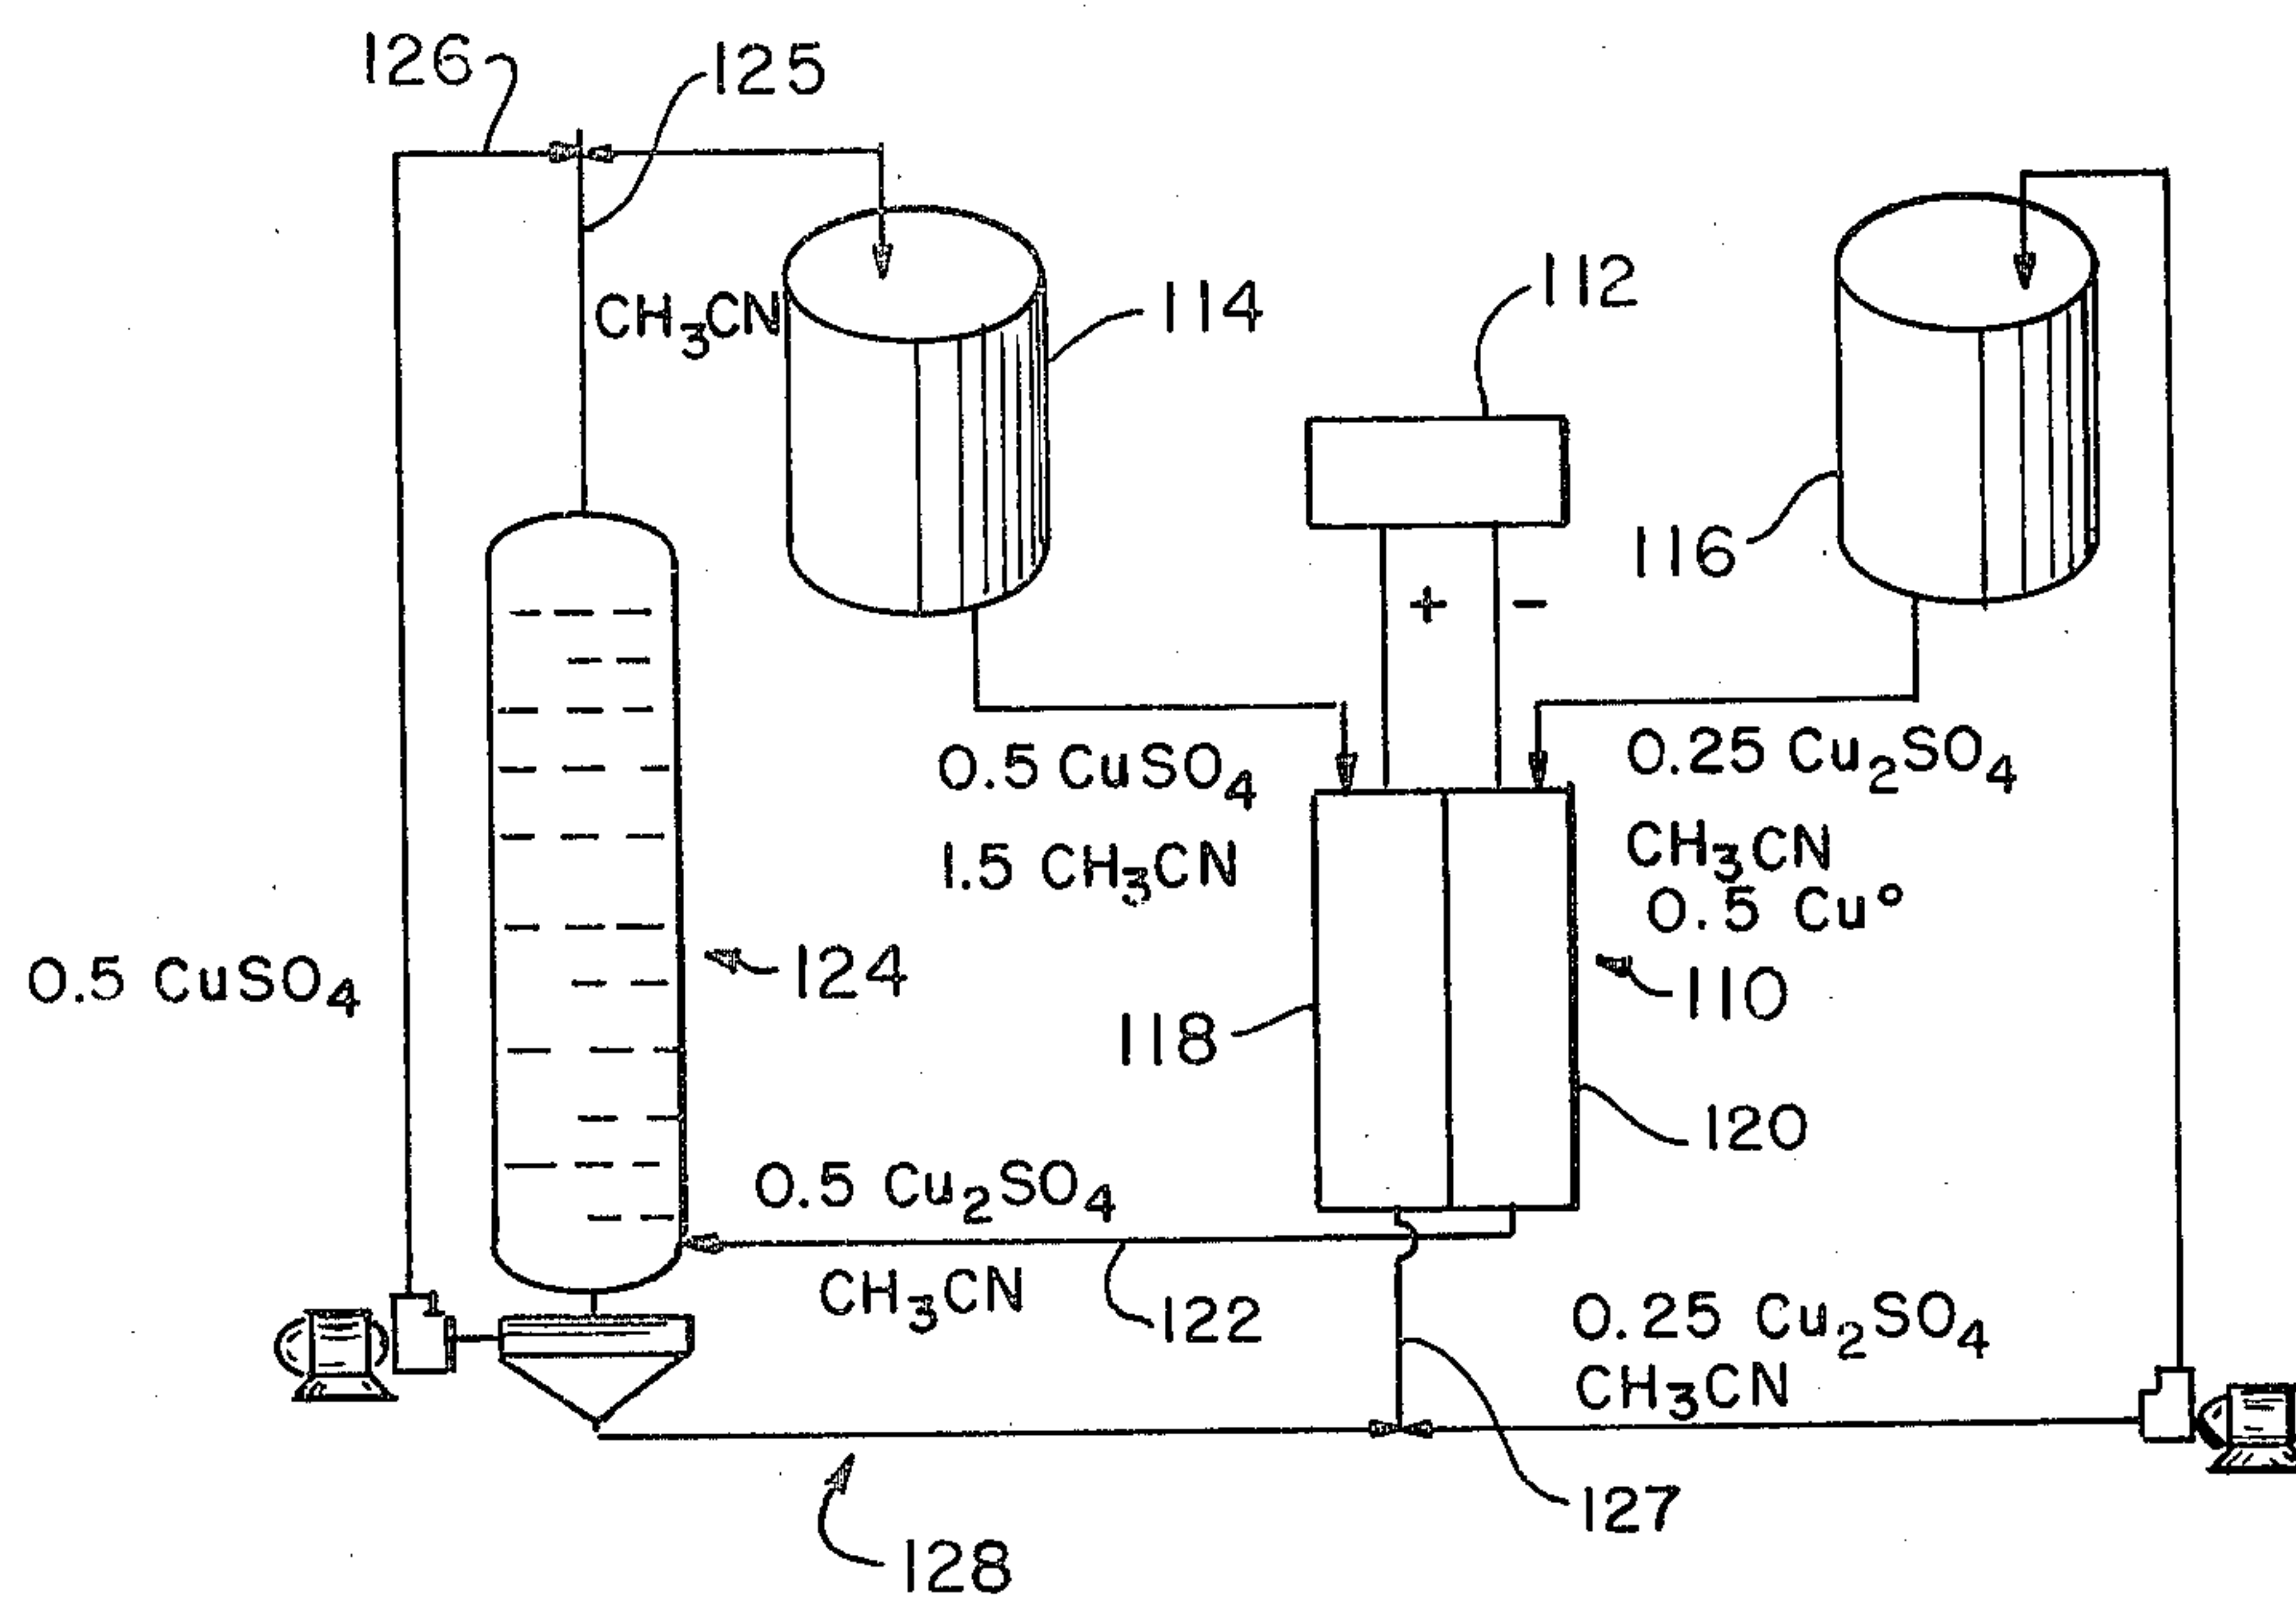 126
125
CH₃CN
114
112
116
+ -
0.5 CuSO₄
1.5 CH₃CN
0.25 Cu₂SO₄
CH₃CN
0.5 Cu°
124
0.5 CuSO₄
110
118
120
0.5 Cu₂SO₄
CH₃CN
122
0.25 Cu₂SO₄
CH₃CN
127
128